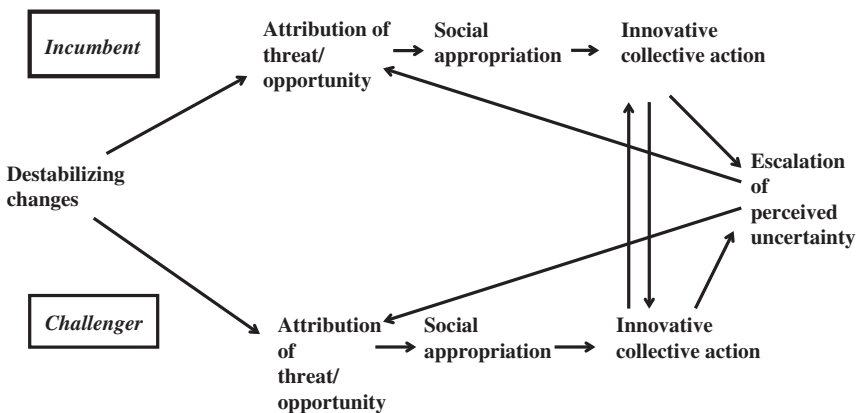 Incumbent
Attribution of
threat/
opportunity
Social
appropriation
Innovative
collective action
Destabilizing
changes
Escalation
of
perceived
uncertainty
Challenger
Attribution
of
threat/
opportunity
Social
appropriation
Innovative
collective action